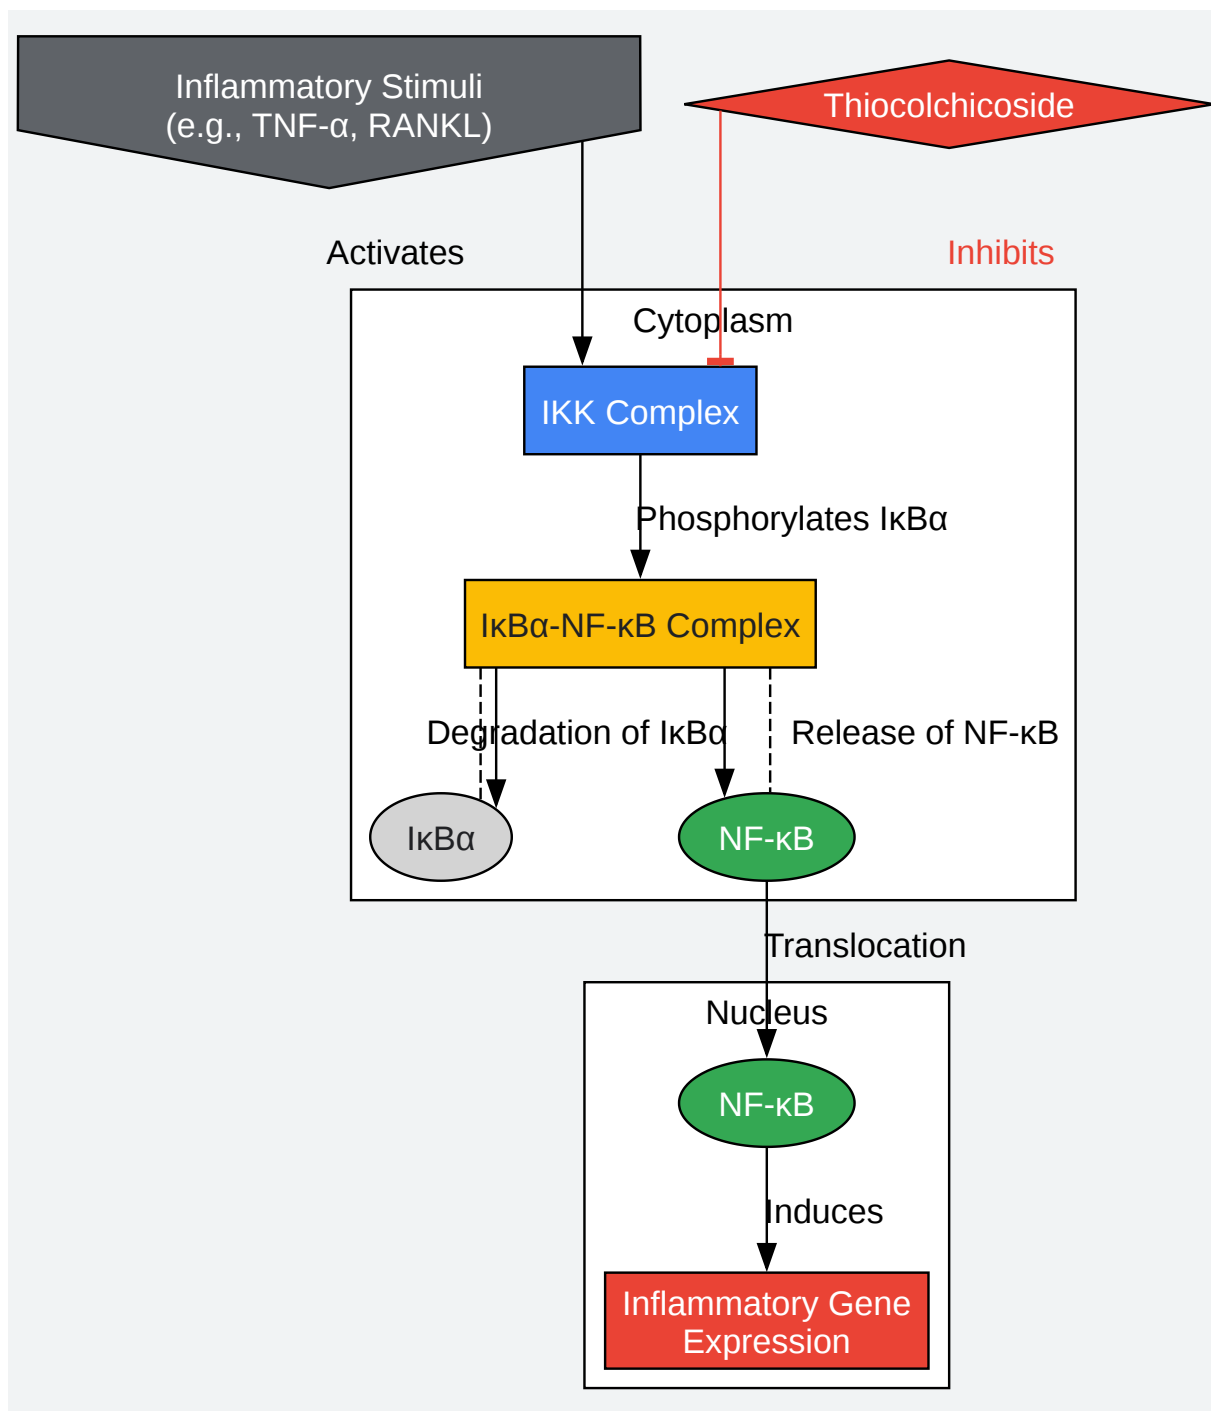 Inflammatory Stimuli
(e.g., TNF-α, RANKL)
Thiocolchicoside
Activates
Inhibits
Cytoplasm
IKK Complex
Phosphorylates IκBα
IκBα-NF-κB Complex
Degradation of IκBα
Release of NF-κB
IκBα
NF-κB
Translocation
Nucleus
NF-κB
Induces
Inflammatory Gene
Expression